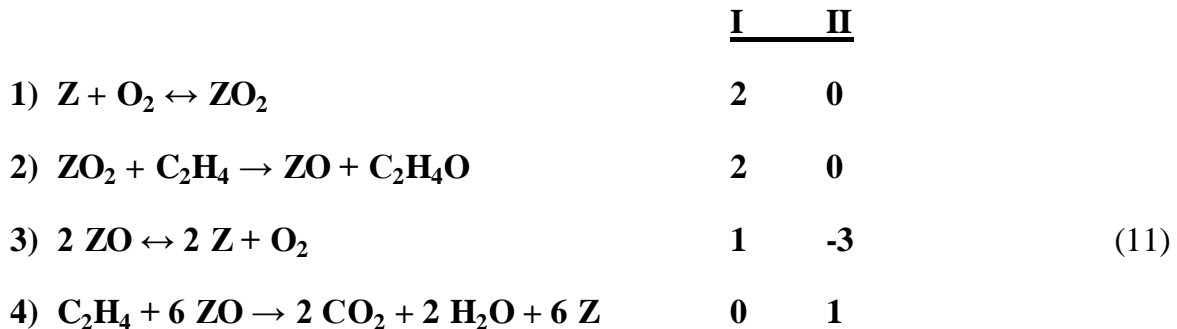 I II
1) Z + O₂ ↔ ZO₂ 2 0
2) ZO₂ + C₂H₄ → ZO + C₂H₄O 2 0
3) 2 ZO ↔ 2 Z + O₂ 1 -3 (11)
4) C₂H₄ + 6 ZO → 2 CO₂ + 2 H₂O + 6 Z 0 1